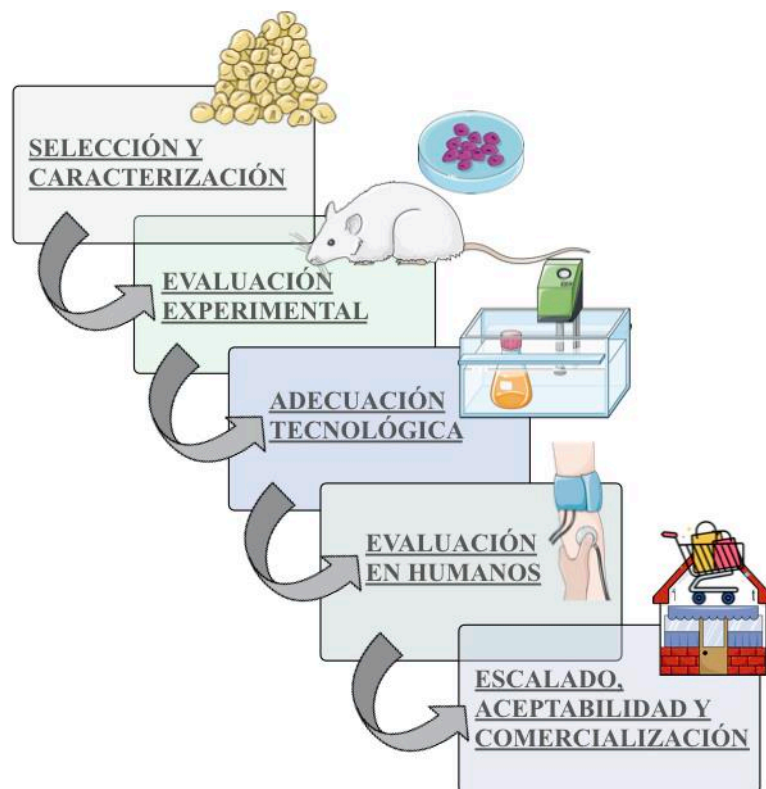 SELECCIÓN Y
CARACTERIZACIÓN
EVALUACIÓN
EXPERIMENTAL
ADECUACIÓN
TECNOLÓGICA
EVALUACIÓN
EN HUMANOS
ESCALADO,
ACEPTABILIDAD Y
COMERCIALIZACIÓN